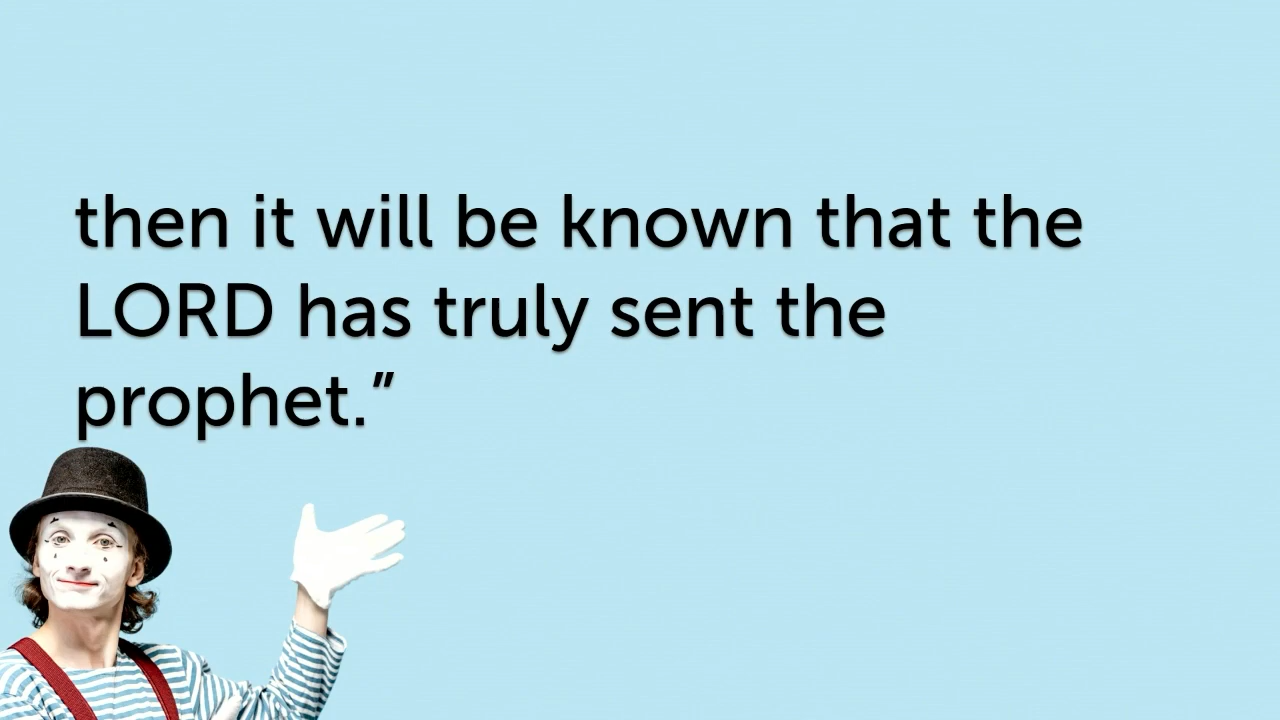 then it will be known that the
LORD has truly sent the
prophet.”